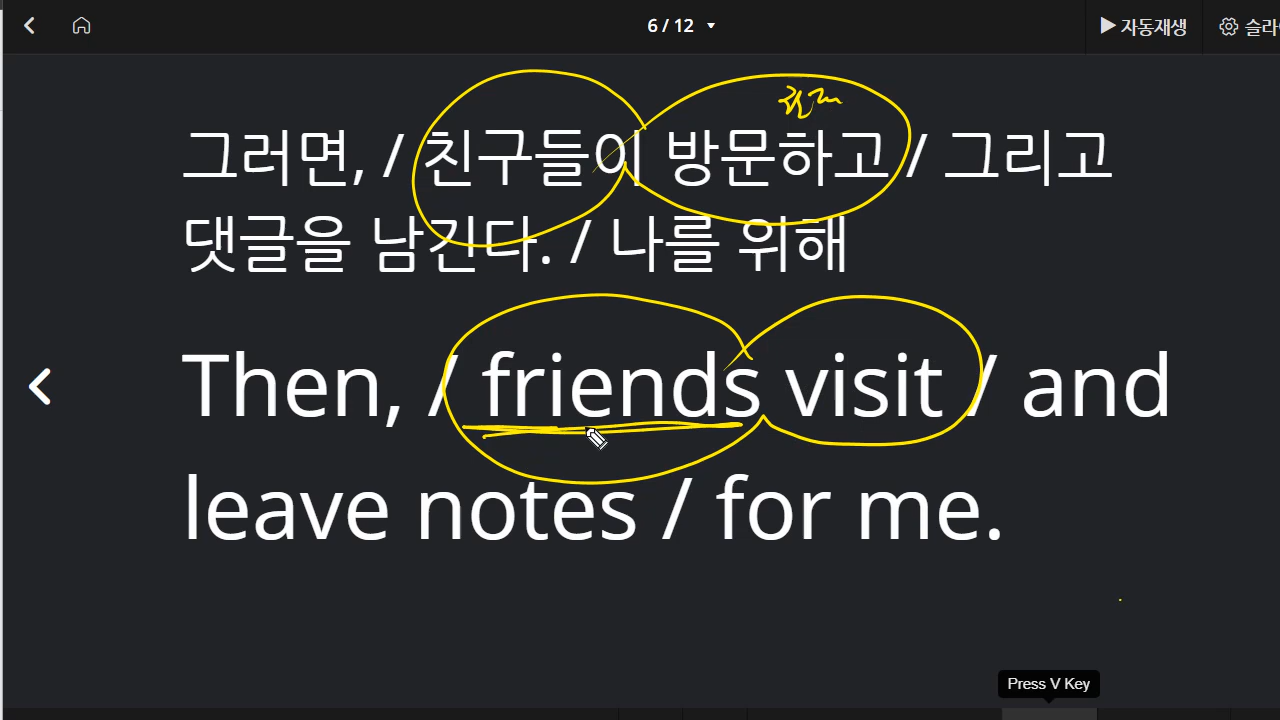 6 / 12
자동재생
슬라
그러면, / 친구들이 방문하고 / 그리고
댓글을 남긴다. / 나를 위해
Then, / friends visit / and
leave notes / for me.
Press V Key